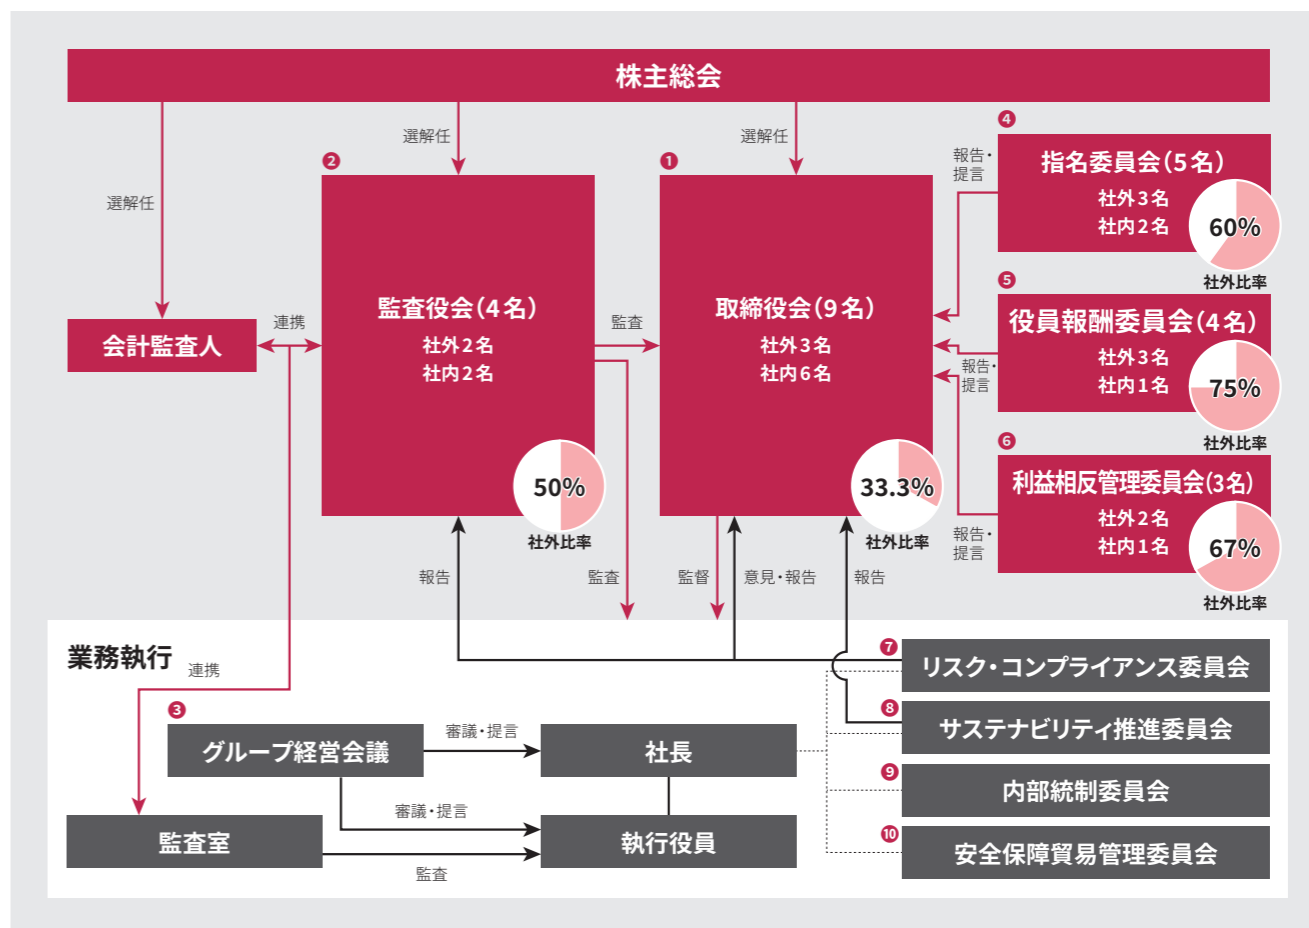 株主総会
選解任
選解任
選解任
❷
監査役会(4名)
社外2名
社内2名
50%
社外比率
❶
取締役会(9名)
社外3名
社内6名
33.3%
社外比率
❹
指名委員会(5名)
社外3名
社内2名
60%
社外比率
報告・
提言
❺
役員報酬委員会(4名)
社外3名
社内1名
75%
社外比率
報告・
提言
❻
利益相反管理委員会(3名)
社外2名
社内1名
67%
社外比率
報告・
提言
会計監査人
連携
監査
報告
監査
監督
意見・報告
報告
業務執行
連携
❸
グループ経営会議
審議・提言
社長
審議・提言
監査室
監査
執行役員
❼
リスク・コンプライアンス委員会
❽
サステナビリティ推進委員会
❾
内部統制委員会
❿
安全保障貿易管理委員会